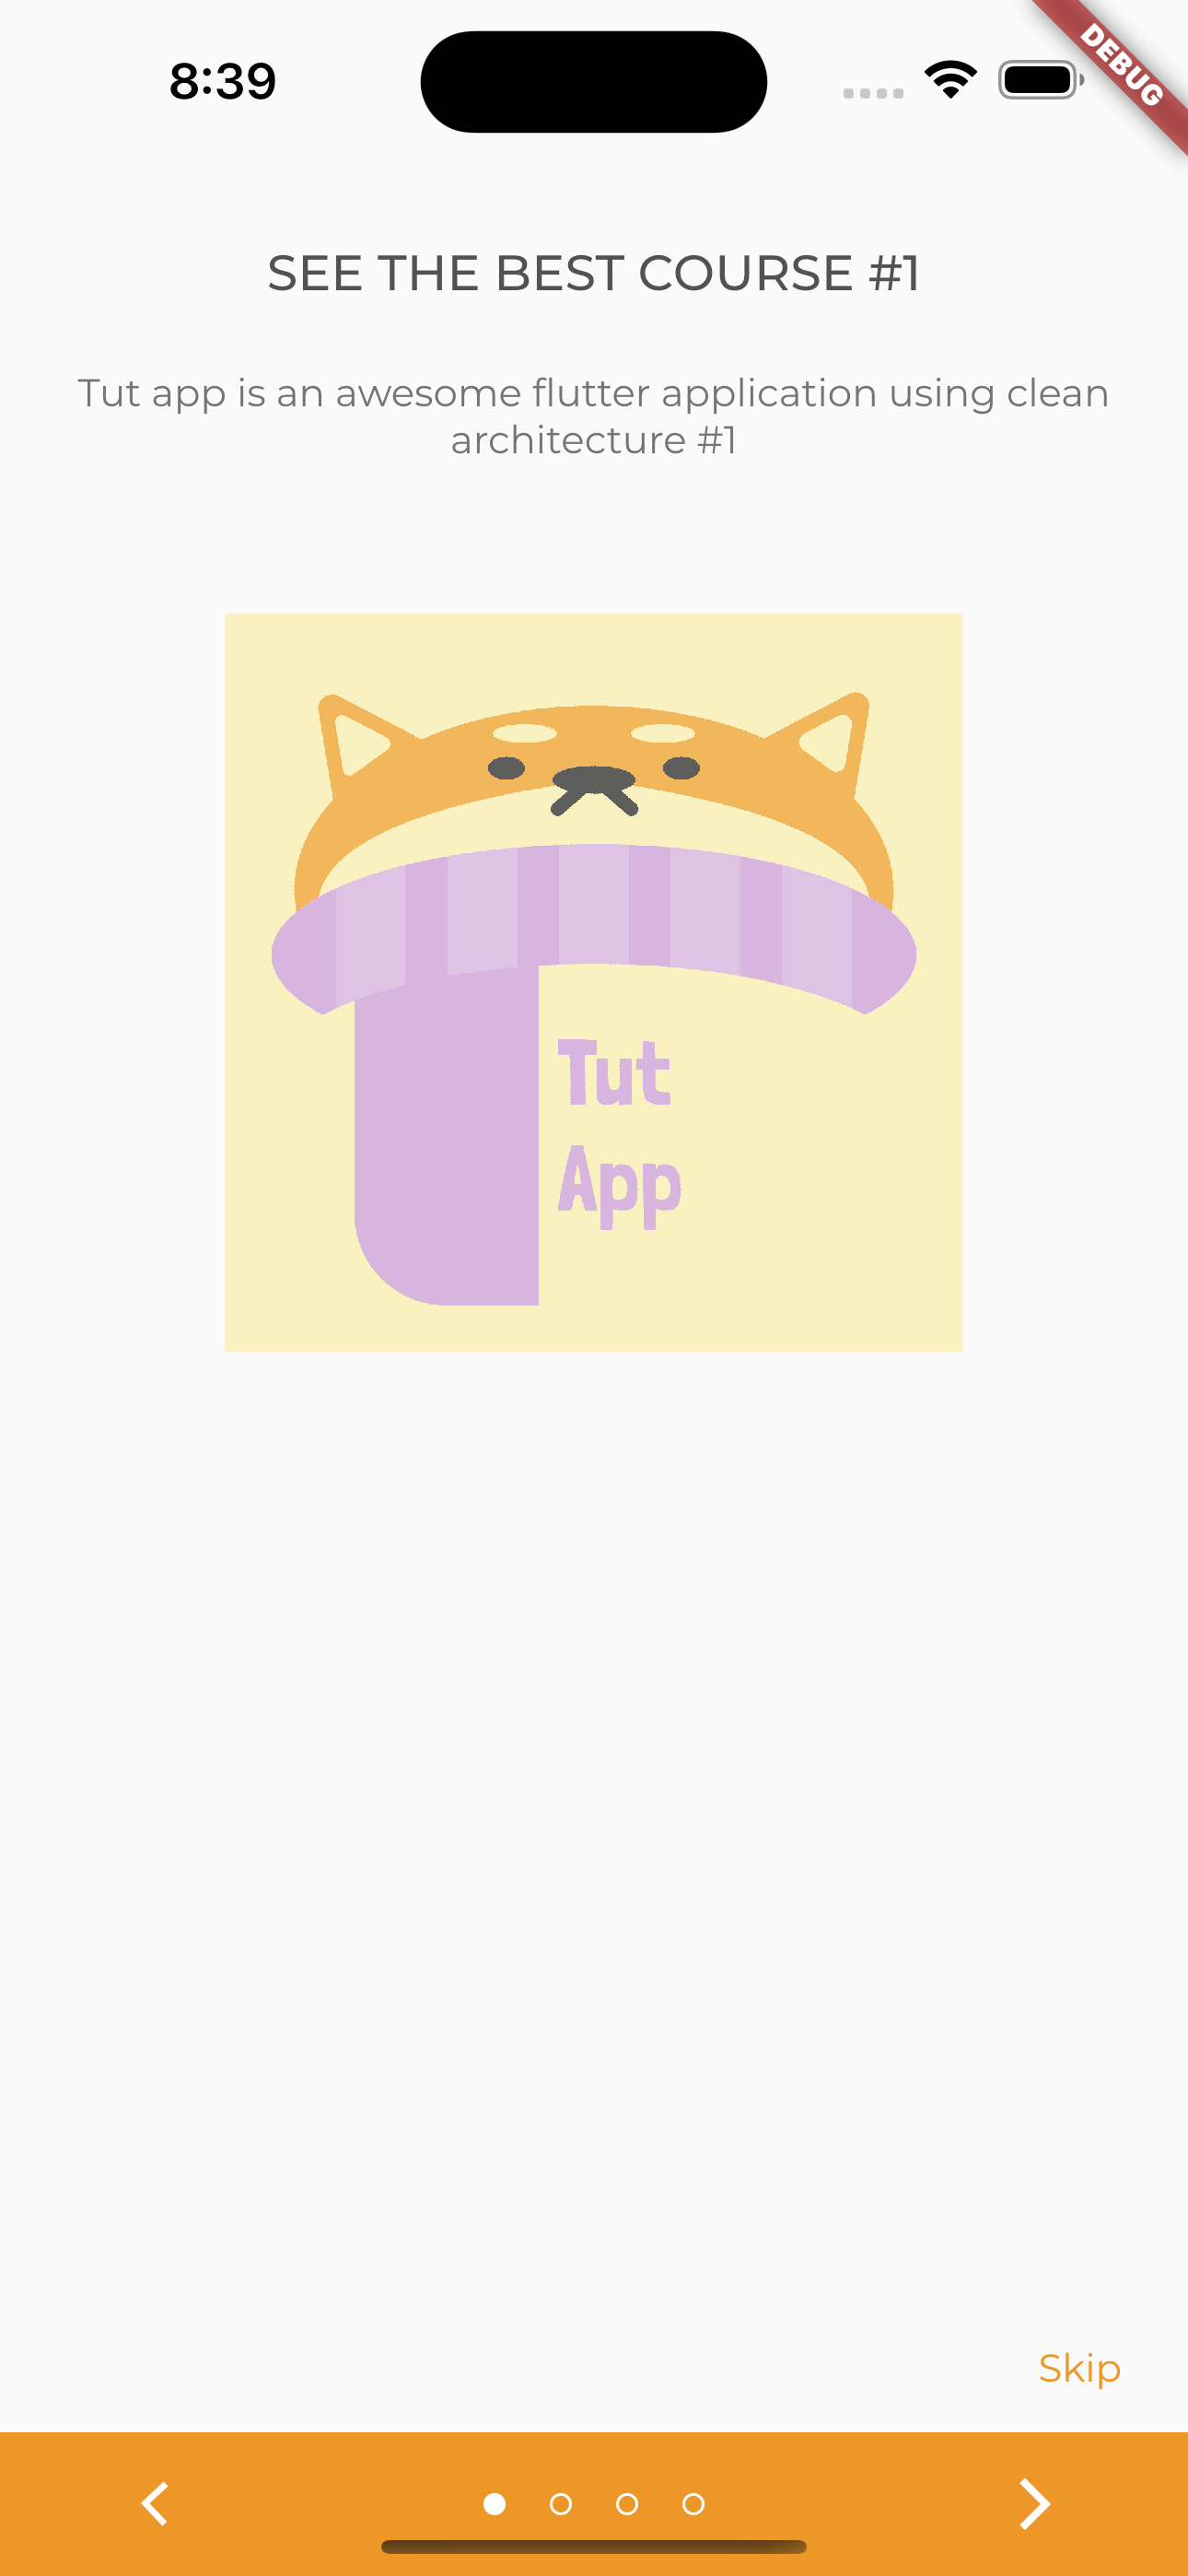 8:39
DEBUG
SEE THE BEST COURSE #1
Tut app is an awesome flutter application using clean
architecture #1
Tut
App
Skip